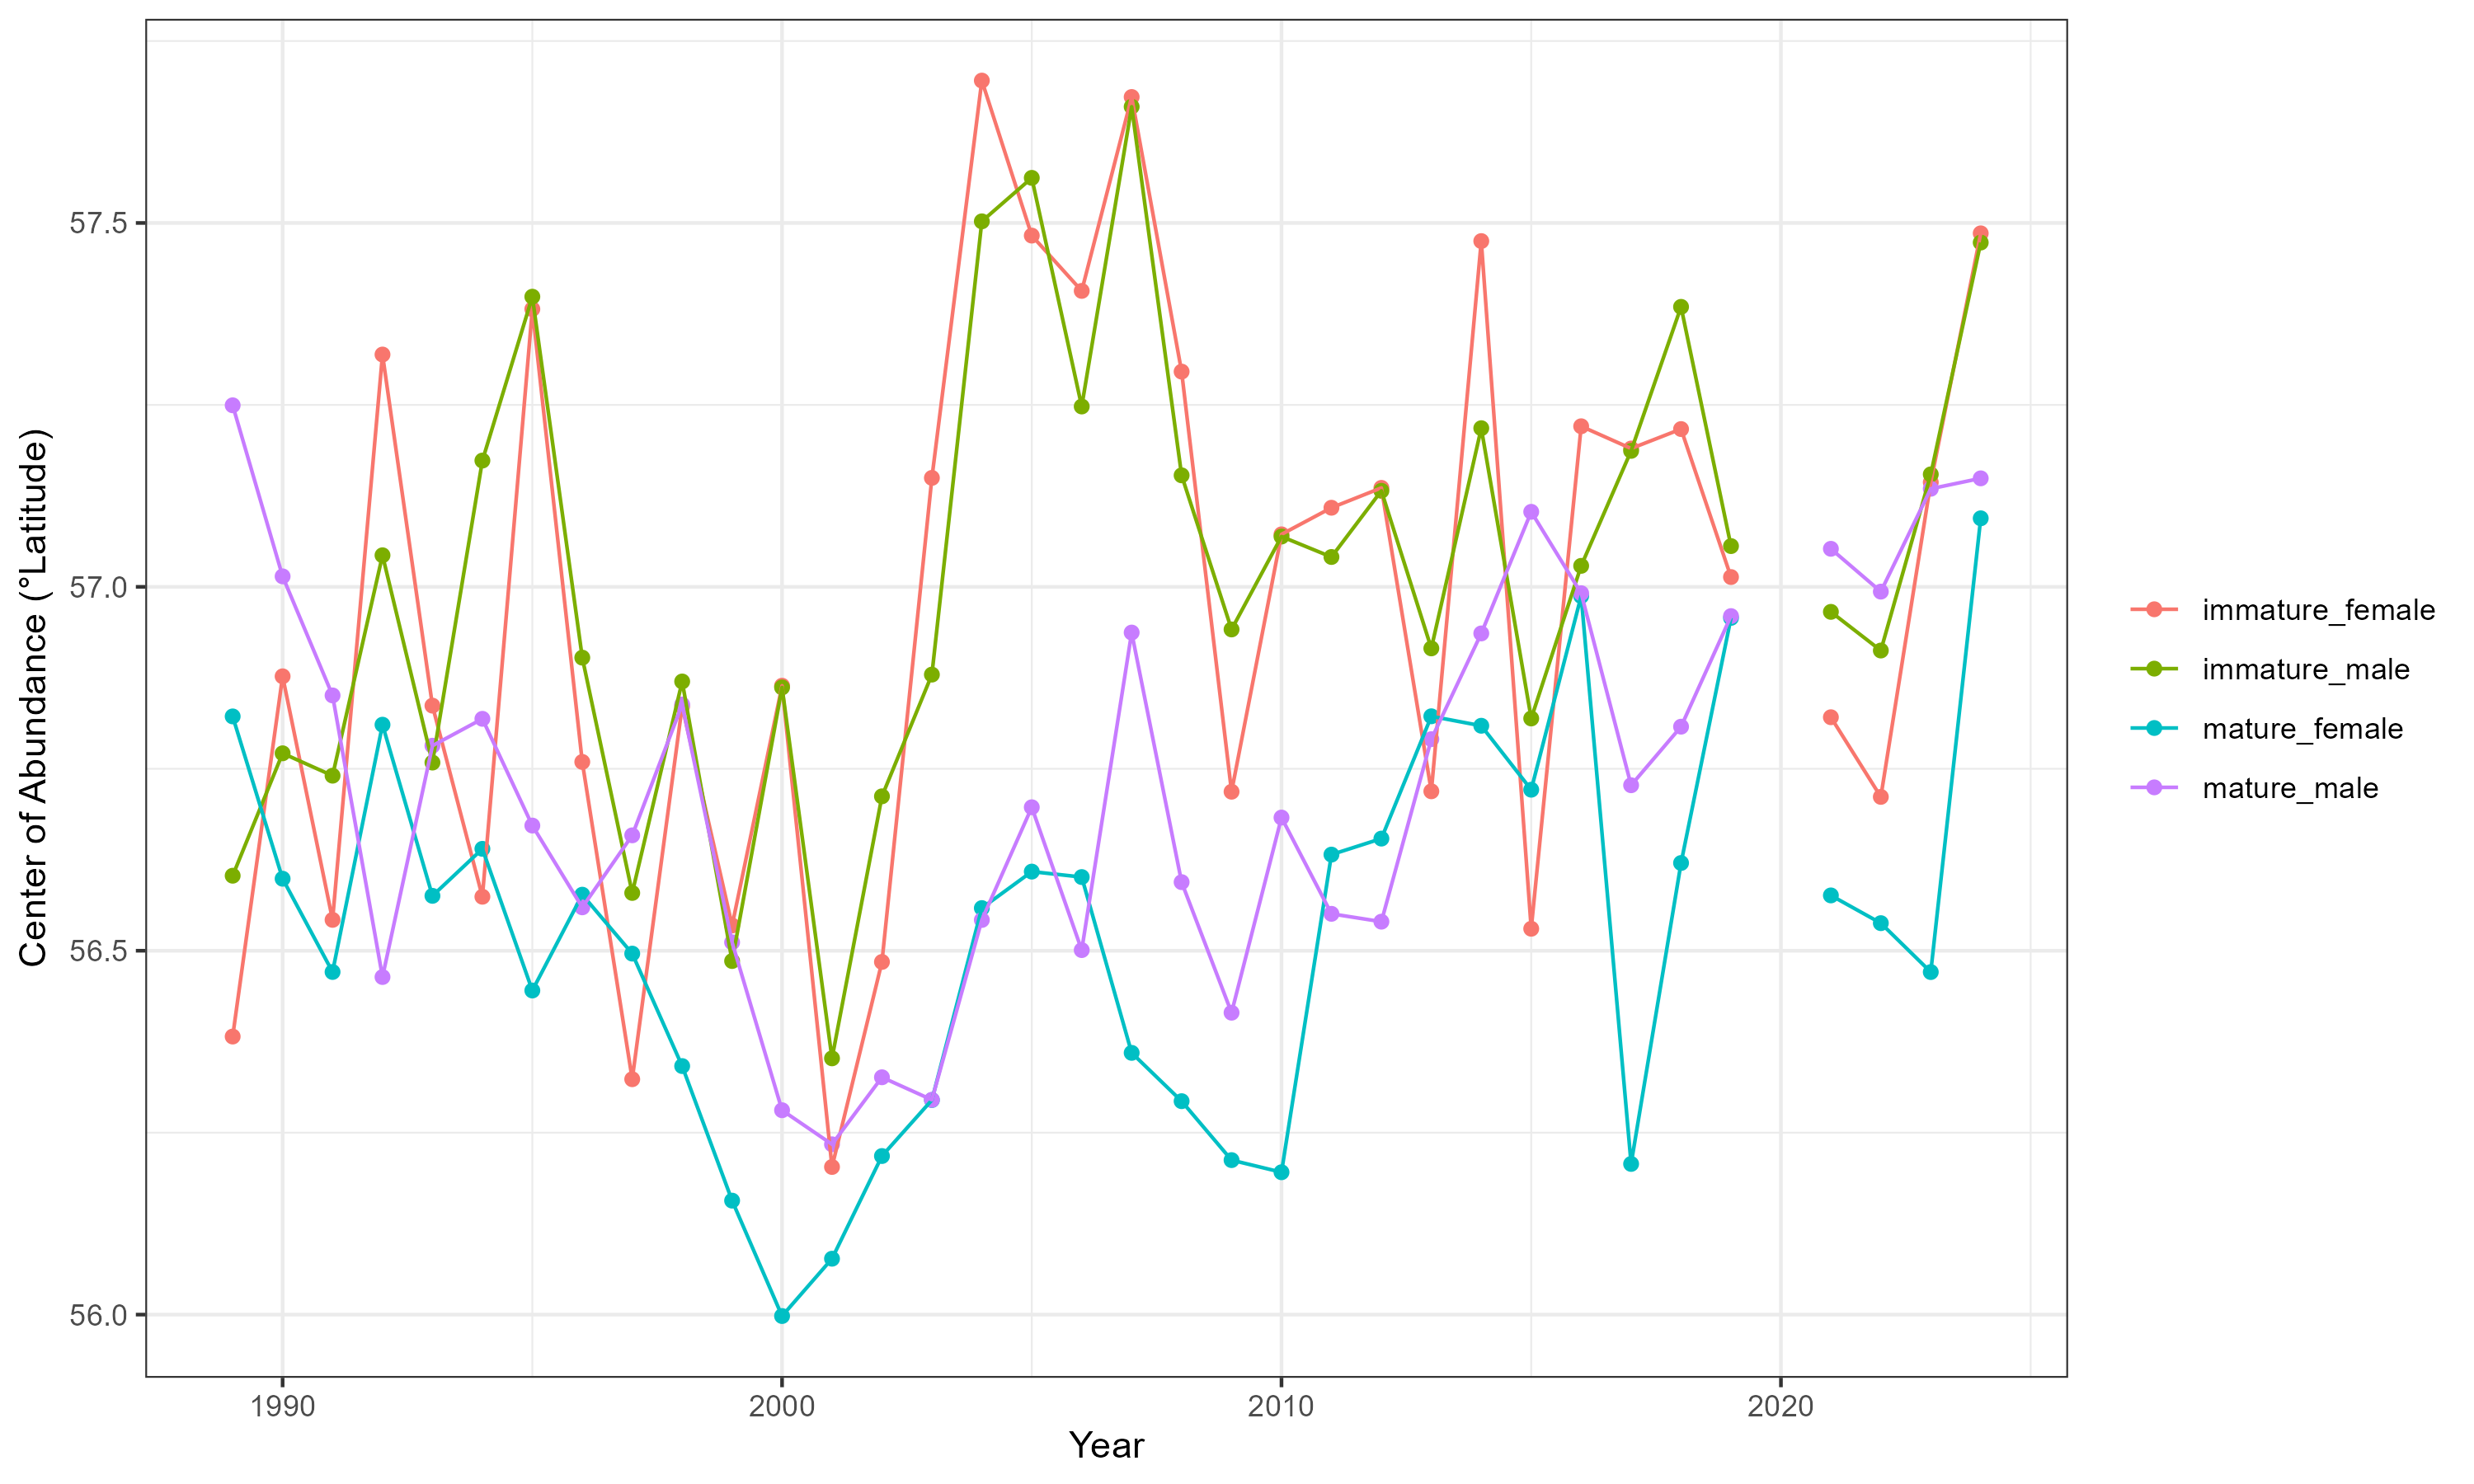 Center of Abundance (°Latitude)
57.5
57.0
56.5
56.0
1990
2000
2010
2020
Year
immature_female
immature_male
mature_female
mature_male